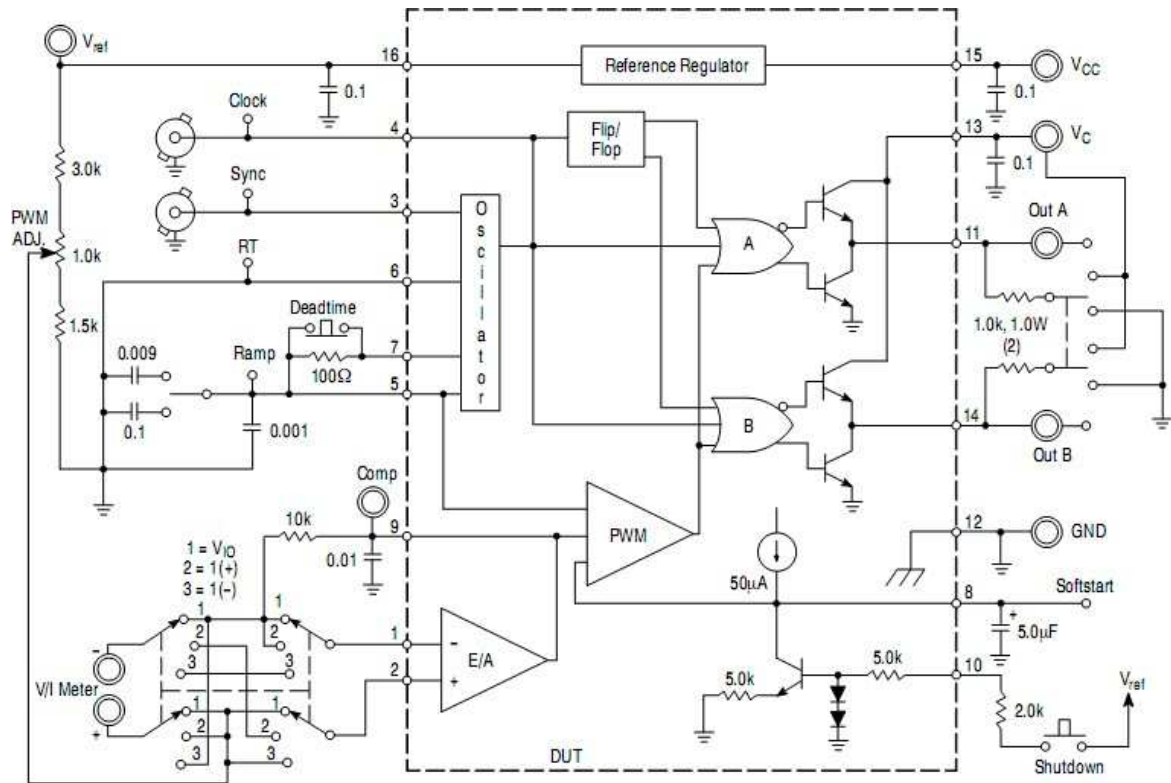 Vref
16
Reference Regulator
15
VCC
0.1
0.1
Clock
4
Flip/
Flop
13
VC
0.1
3.0k
Sync
3
Out A
PWM
ADJ.
1.0k
RT
6
Oscillator
A
11
1.5k
Deadtime
1.0k, 1.0W
(2)
0.009
Ramp
7
100Ω
5
0.1
0.001
B
14
Out B
Comp
10k
9
PWM
12
GND
1 = VIO
2 = 1(+)
3 = 1(-)
0.01
50μA
8
Softstart
+
5.0μF
1
1
1
2
2
3
3
-
E/A
+
2
10
5.0k
5.0k
Vref
-
V/I Meter
+
1
1
2
2
3
3
2.0k
DUT
Shutdown